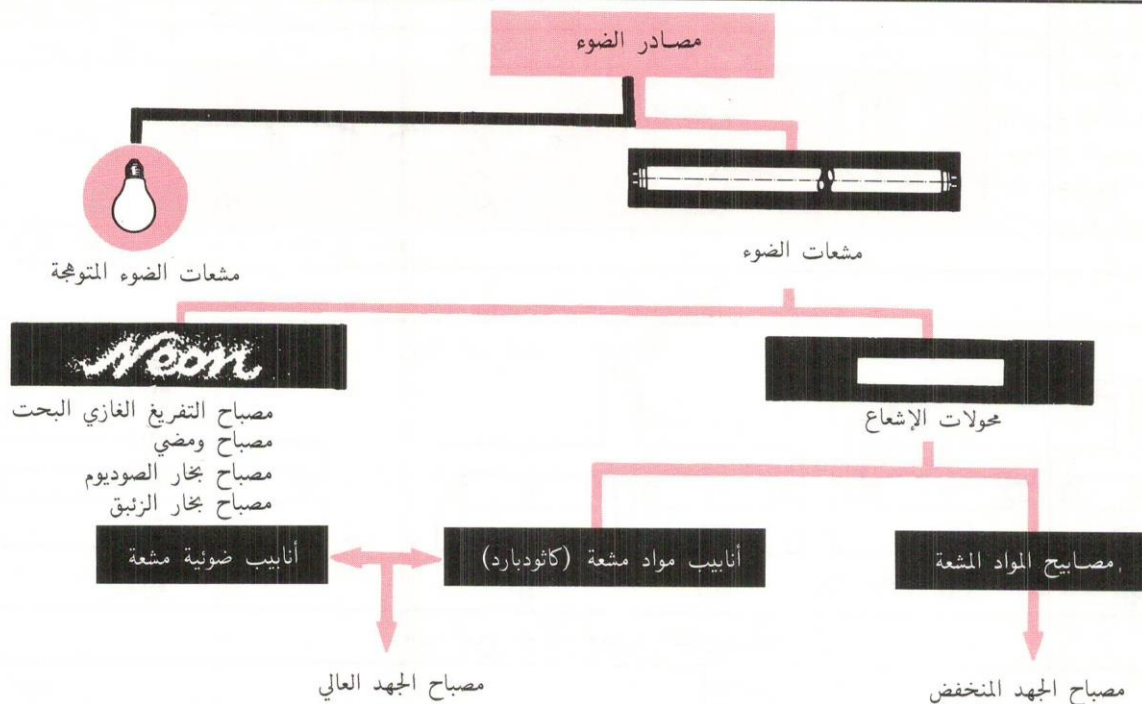 مصادر الضوء
مشعات الضوء
مشعات الضوء المتوهجة
محولات الإشعاع
Neon
مصباح التفريغ الغازي البحت
مصباح ومضي
مصباح بخار الصوديوم
مصباح بخار الزئبق
مصابيح المواد المشعة
أنابيب مواد مشعة (كاثودبارد)
أنابيب ضوئية مشعة
مصباح الجهد المنخفض
مصباح الجهد العالي